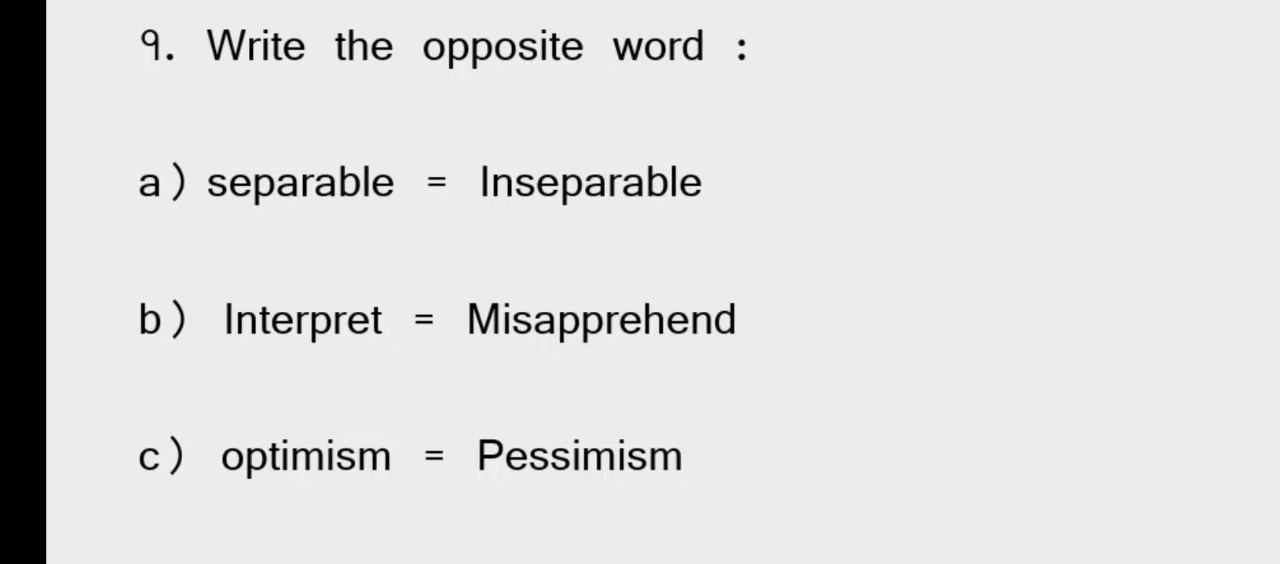 9. Write the opposite word :
a) separable = Inseparable
b) Interpret = Misapprehend
c) optimism = Pessimism